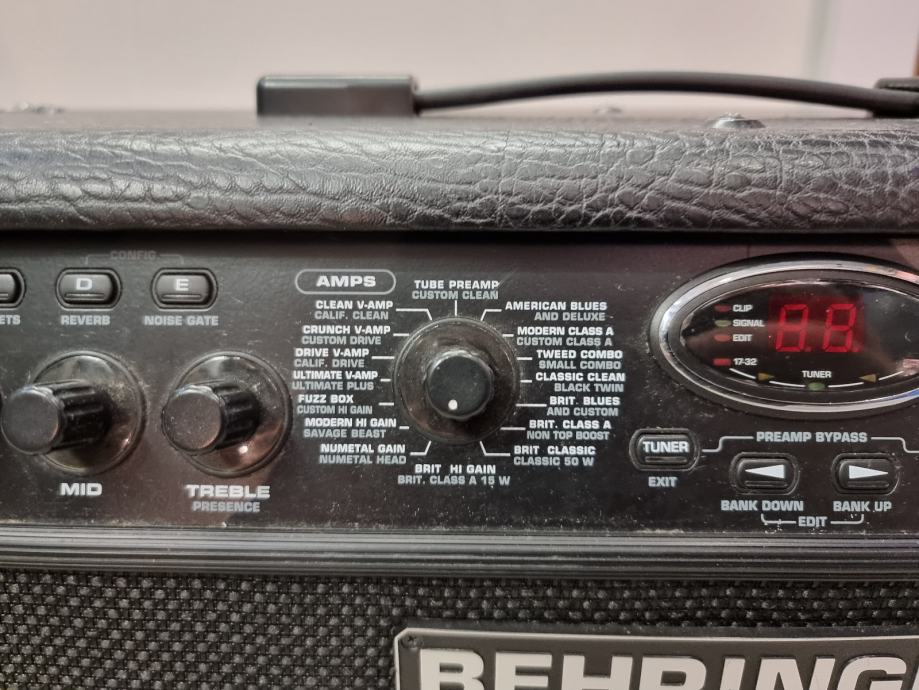 CONFIG
D
E
ETS
REVERB
NOISE GATE
MID
TREBLE
PRESENCE
AMPS
TUBE PREAMP
CUSTOM CLEAN
CLEAN V-AMP
CALIF. CLEAN
CRUNCH V-AMP
CUSTOM DRIVE
DRIVE V-AMP
CALIF. DRIVE
ULTIMATE V-AMP
ULTIMATE PLUS
FUZZ BOX
CUSTOM HI GAIN
MODERN HI GAIN
SAVAGE BEAST
NUMETAL GAIN
NUMETAL HEAD
BRIT HI GAIN
BRIT. CLASS A 15 W
AMERICAN BLUES
AND DELUXE
MODERN CLASS A
CUSTOM CLASS A
TWEED COMBO
SMALL COMBO
CLASSIC CLEAN
BLACK TWIN
BRIT. BLUES
AND CUSTOM
BRIT. CLASS A
NON TOP BOOST
BRIT. CLASSIC
CLASSIC 50 W
CLIP
SIGNAL
EDIT
17-32
8.8
TUNER
TUNER
EXIT
PREAMP BYPASS
BANK DOWN
BANK UP
EDIT
BEHRING